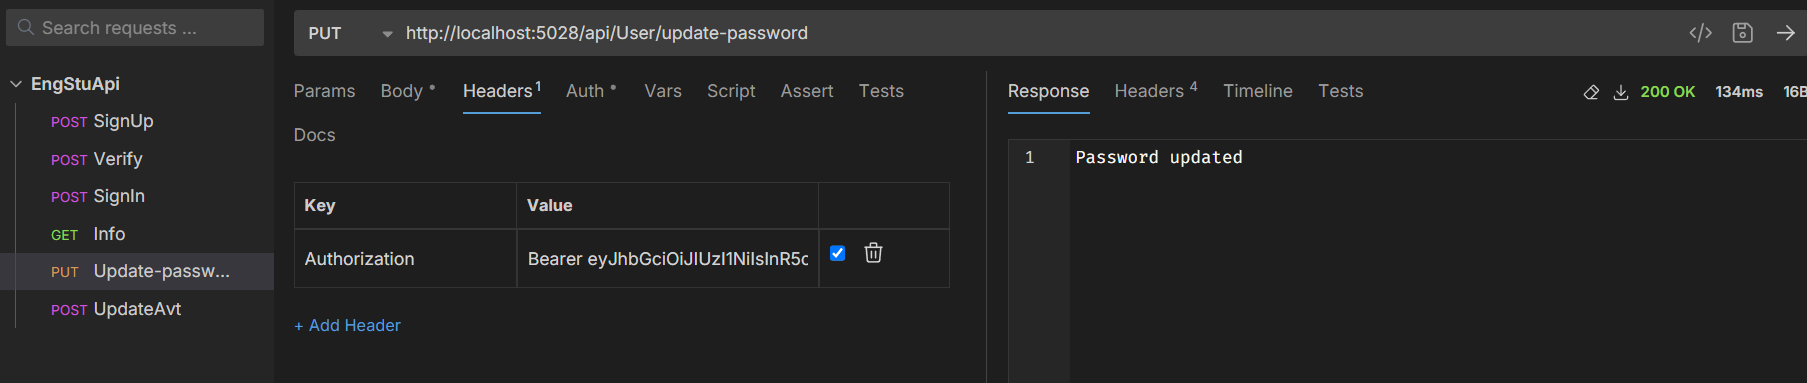 Search requests ...
EngStuApi
POST SignUp
POST Verify
POST SignIn
GET Info
PUT Update-passw...
POST UpdateAvt
PUT http://localhost:5028/api/User/update-password
Params Body Headers 1 Auth Vars Script Assert Tests
Docs
Key Value
Authorization Bearer eyJhbGciOiJIUzI1NiIsInR5c
+ Add Header
Response Headers 4 Timeline Tests 200 OK 134ms 16B
1 Password updated